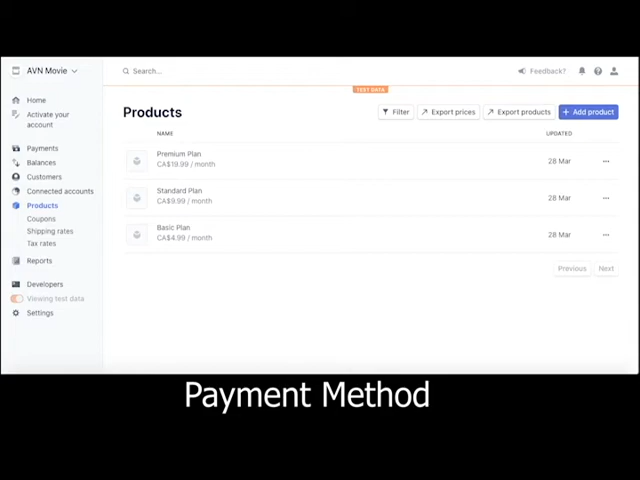 AVN Movie
Search...
Feedback?
TEST DATA
Home
Activate your
account
Payments
Balances
Customers
Connected accounts
Products
Coupons
Shipping rates
Tax rates
Reports
Developers
Viewing test data
Settings
Products
Filter
Export prices
Export products
+ Add product
NAME
UPDATED
Premium Plan
CA$19.99 / month
28 Mar
Standard Plan
CA$9.99 / month
28 Mar
Basic Plan
CA$4.99 / month
28 Mar
Previous
Next
Payment Method